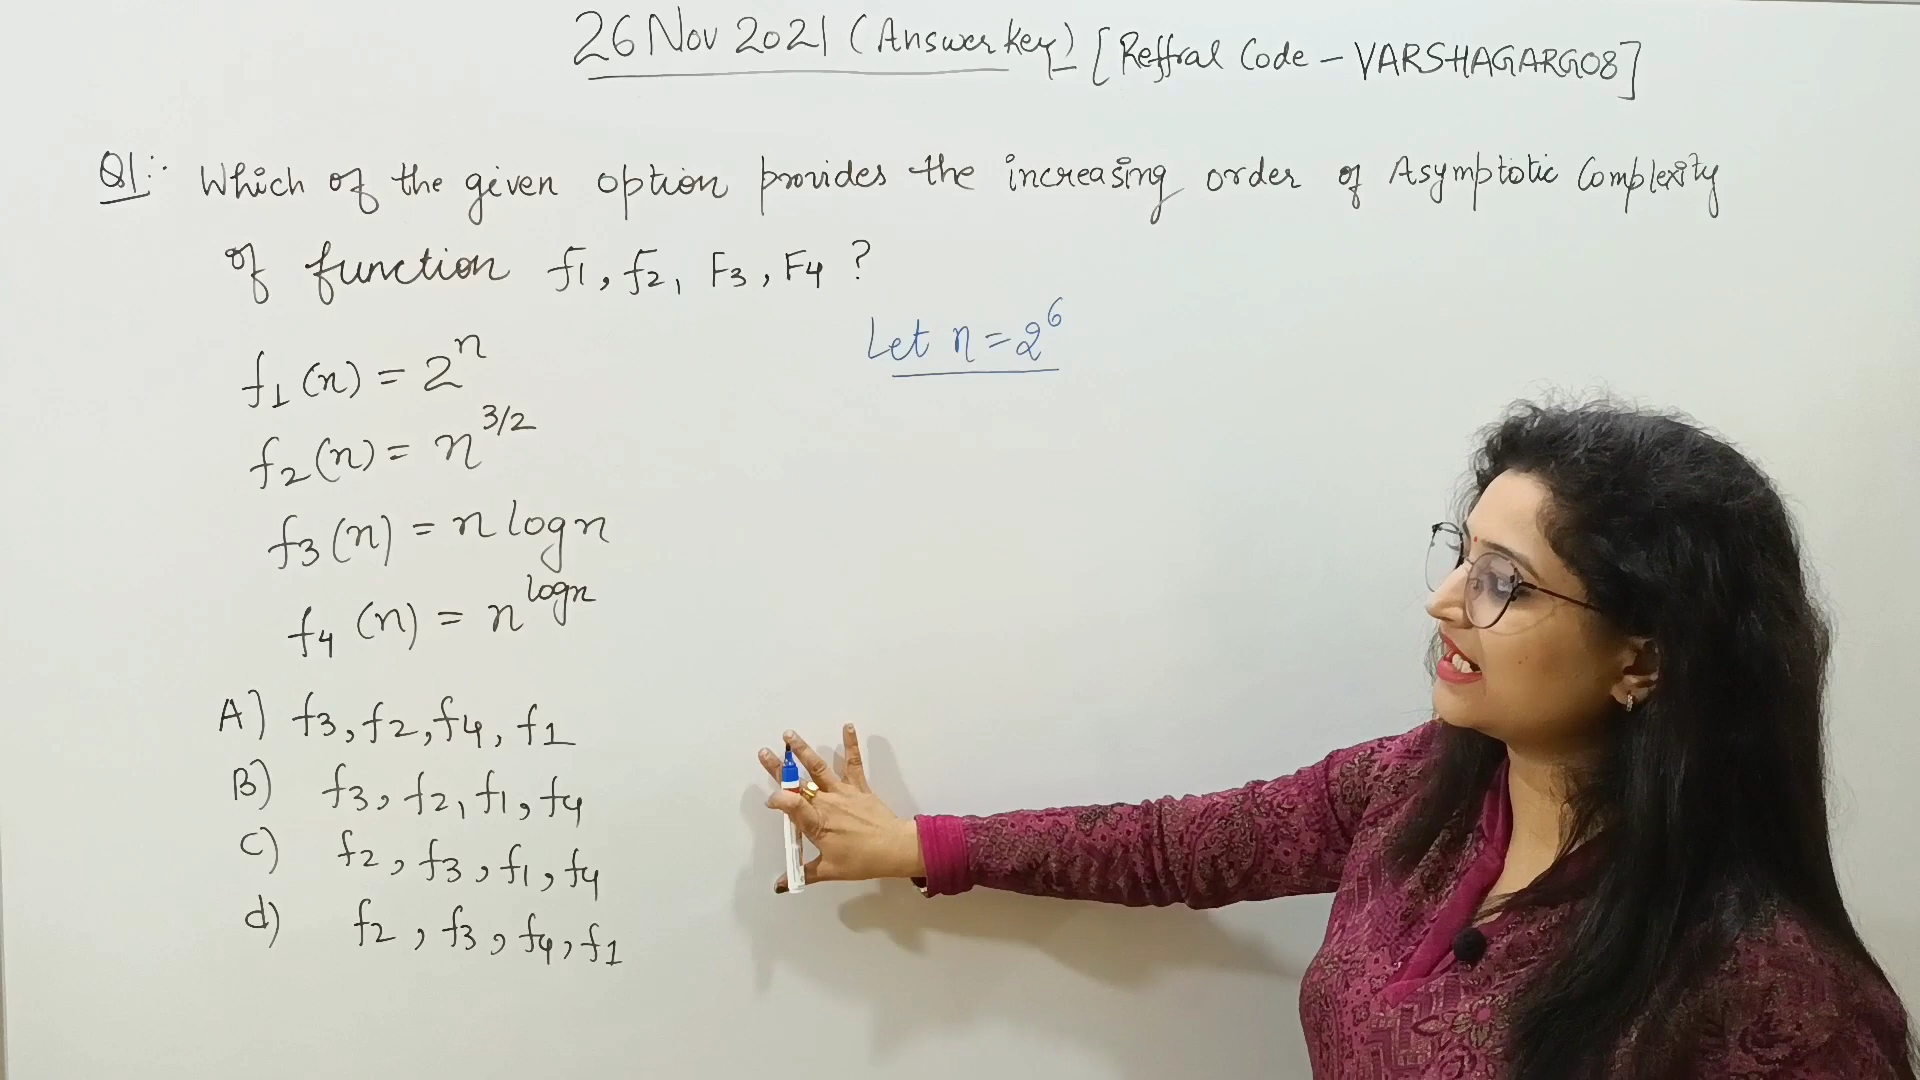 26 Nov 2021 (Answer key) [Reffral Code - VARSHAGARG08]
Q1:- Which of the given option provides the increasing order of Asymptotic Complexity
of function f1, f2, F3, F4 ?
Let n = 2^6
f1(n) = 2^n
f2(n) = n^3/2
f3(n) = n log n
f4(n) = n^logn
A) f3, f2, f4, f1
B) f3, f2, f1, f4
C) f2, f3, f1, f4
d) f2, f3, f4, f1